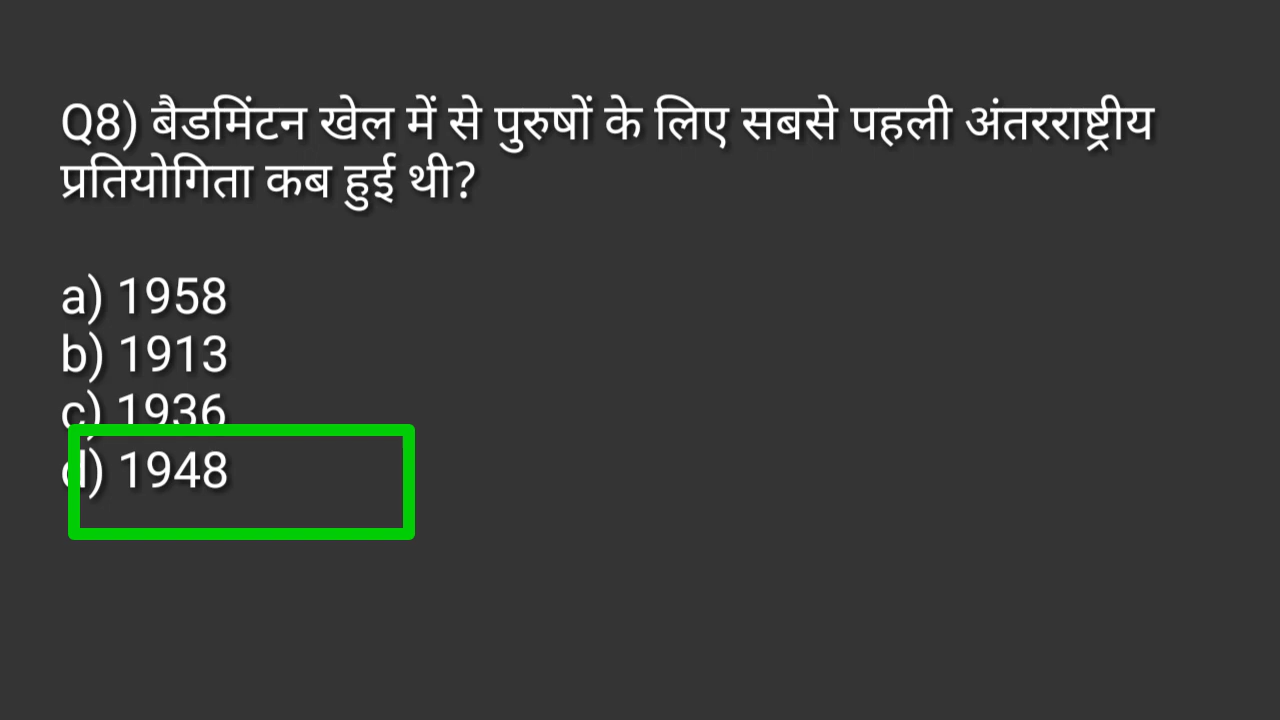 Q8) बैडमिंटन खेल में से पुरुषों के लिए सबसे पहली अंतरराष्ट्रीय
प्रतियोगिता कब हुई थी?
a) 1958
b) 1913
c) 1936
d) 1948